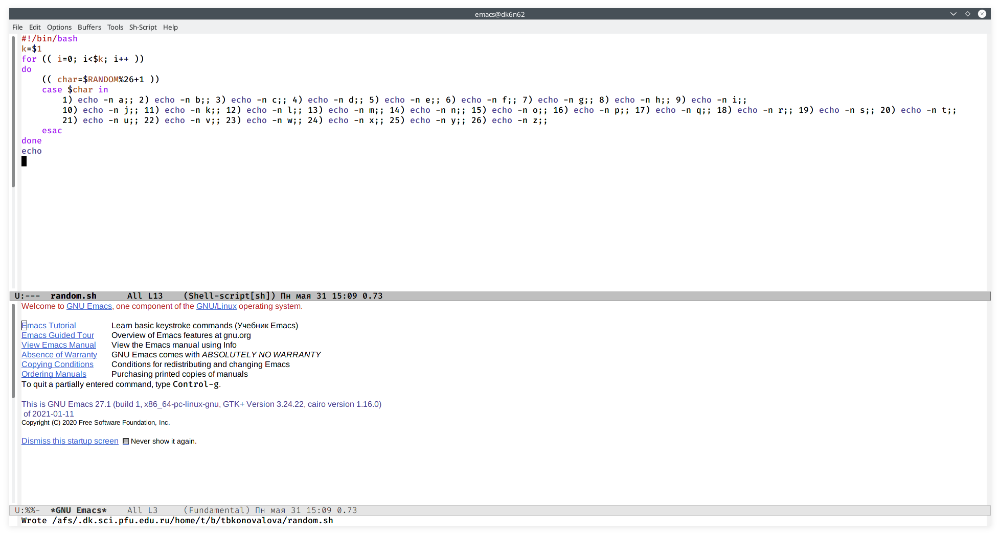 emacs@dk6n62
File Edit Options Buffers Tools Sh-Script Help
#!/bin/bash
k=$1
for (( i=0; i<$k; i++ ))
do
    (( char=$RANDOM%26+1 ))
    case $char in
        1) echo -n a;; 2) echo -n b;; 3) echo -n c;; 4) echo -n d;; 5) echo -n e;; 6) echo -n f;; 7) echo -n g;; 8) echo -n h;; 9) echo -n i;;
        10) echo -n j;; 11) echo -n k;; 12) echo -n l;; 13) echo -n m;; 14) echo -n n;; 15) echo -n o;; 16) echo -n p;; 17) echo -n q;; 18) echo -n r;; 19) echo -n s;; 20) echo -n t;;
        21) echo -n u;; 22) echo -n v;; 23) echo -n w;; 24) echo -n x;; 25) echo -n y;; 26) echo -n z;;
    esac
done
echo
U:---  random.sh      All L13    (Shell-script[sh]) Пн мая 31 15:09 0.73
Welcome to GNU Emacs, one component of the GNU/Linux operating system.
Emacs Tutorial Learn basic keystroke commands (Учебник Emacs)
Emacs Guided Tour Overview of Emacs features at gnu.org
View Emacs Manual View the Emacs manual using Info
Absence of Warranty GNU Emacs comes with ABSOLUTELY NO WARRANTY
Copying Conditions Conditions for redistributing and changing Emacs
Ordering Manuals Purchasing printed copies of manuals
To quit a partially entered command, type Control-g.
This is GNU Emacs 27.1 (build 1, x86_64-pc-linux-gnu, GTK+ Version 3.24.22, cairo version 1.16.0)
 of 2021-01-11
Copyright (C) 2020 Free Software Foundation, Inc.
Dismiss this startup screen Never show it again.
U:%%-  *GNU Emacs*    All L3     (Fundamental) Пн мая 31 15:09 0.73
Wrote /afs/.dk.sci.pfu.edu.ru/home/t/b/tbkonovalova/random.sh